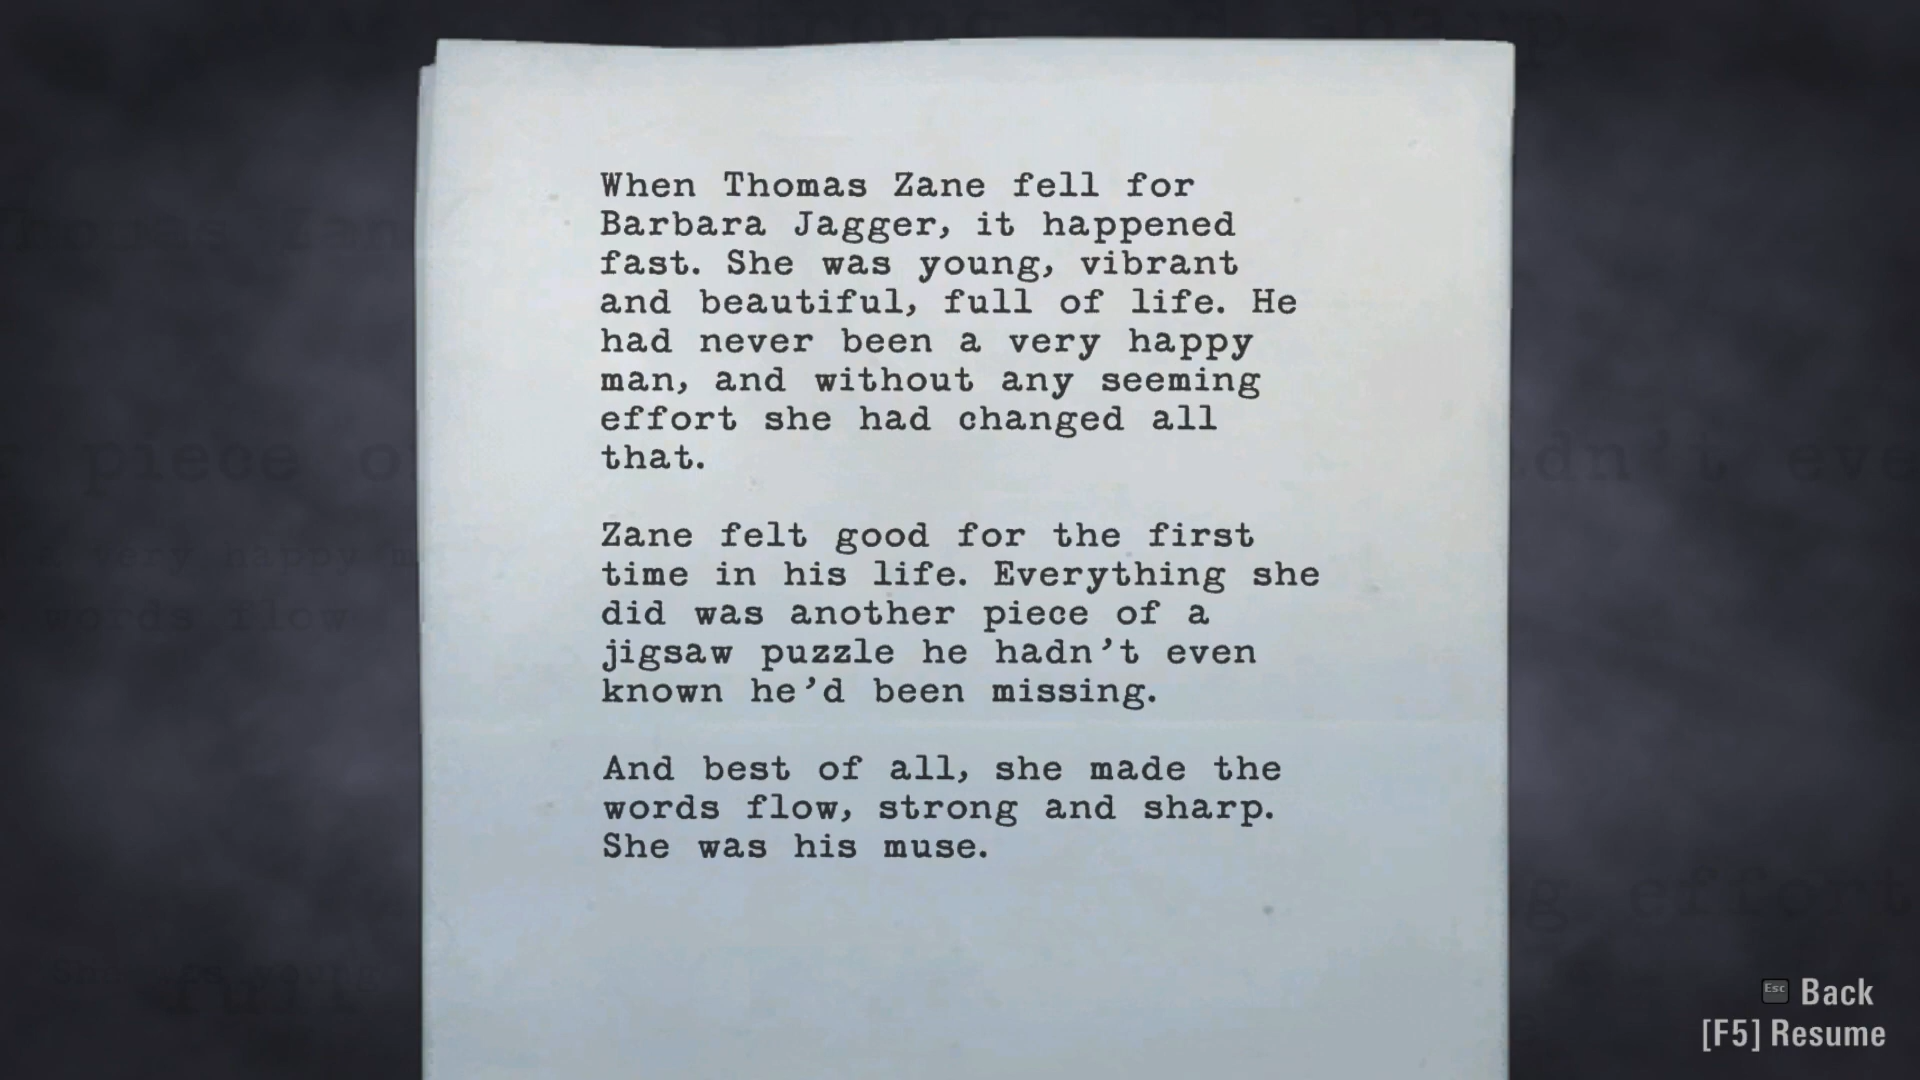 When Thomas Zane fell for
Barbara Jagger, it happened
fast. She was young, vibrant
and beautiful, full of life. He
had never been a very happy
man, and without any seeming
effort she had changed all
that.
Zane felt good for the first
time in his life. Everything she
did was another piece of a
jigsaw puzzle he hadn't even
known he'd been missing.
And best of all, she made the
words flow, strong and sharp.
She was his muse.
Esc Back
[F5] Resume